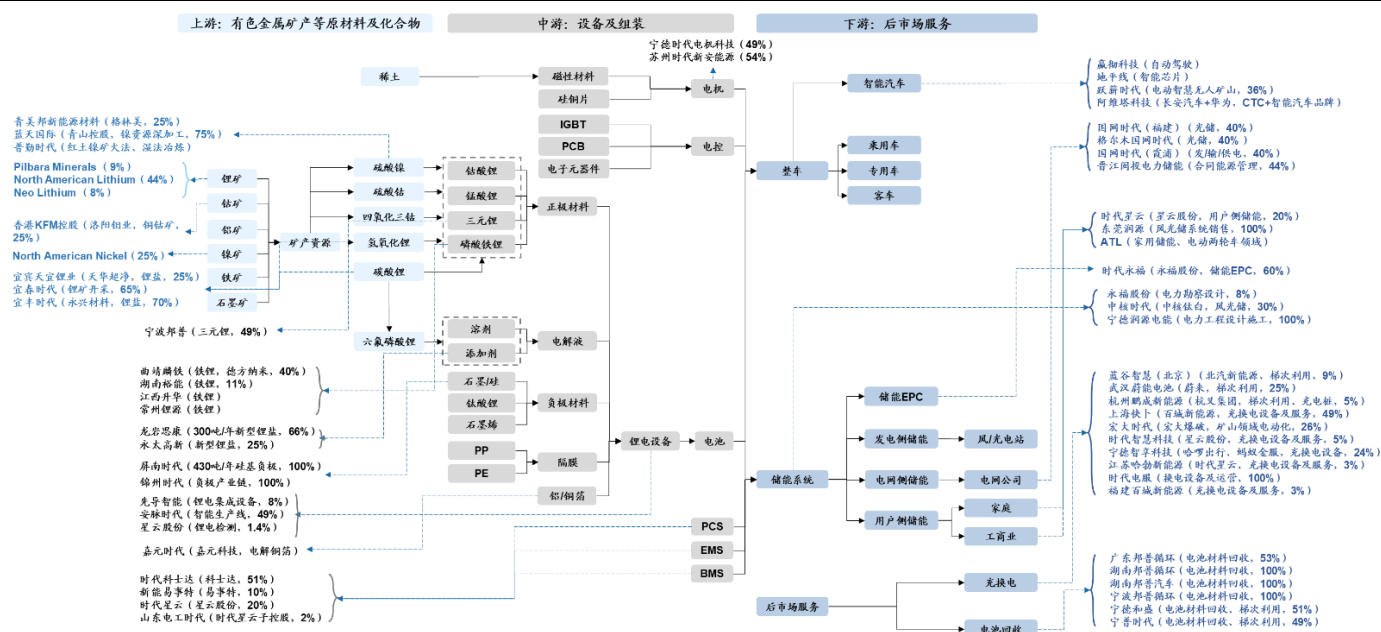 上游：有色金属矿产等原材料及化合物
中游：设备及组装
下游：后市场服务
宁德时代电机科技（49%）
苏州时代新安能源（54%）
稀土
磁性材料
硅铜片
电机
IGBT
PCB
电子元器件
电控
智能汽车
整车
乘用车
专用车
客车
嬴彻科技（自动驾驶）
地平线（智能芯片）
跃薪时代（电动智慧无人矿山，36%）
阿维塔科技（长安汽车+华为，CTC+智能汽车品牌）
国网时代（福建）（光储，40%）
格尔木国网时代（光储，40%）
国网时代（霞浦）（发/输/供电，40%）
晋江闽投电力储能（合同能源管理，44%）
时代星云（星云股份，用户侧储能，20%）
东莞润源（风光储系统销售，100%）
ATL（家用储能、电动两轮车领域）
时代永福（永福股份，储能EPC，60%）
永福股份（电力勘察设计，8%）
中核时代（中核钛白，风光储，30%）
宁德润源电能（电力工程设计施工，100%）
青美邦新能源材料（格林美，25%）
蓝天国际（青山控股，镍资源深加工，75%）
普勤时代（红土镍矿火法、湿法冶炼）
Pilbara Minerals（9%）
North American Lithium（44%）
Neo Lithium（8%）
香港KFM控股（洛阳钼业，铜钴矿，
25%）
North American Nickel（25%）
宜宾天宜锂业（天华超净，锂盐，25%）
宜春时代（锂矿开采，65%）
宜丰时代（永兴材料，锂盐，70%）
锂矿
钴矿
铝矿
镍矿
铁矿
石墨矿
矿产资源
硫酸镍
硫酸钴
四氧化三钴
氢氧化锂
碳酸锂
六氟磷酸锂
钴酸锂
锰酸锂
三元锂
磷酸铁锂
正极材料
溶剂
添加剂
电解液
石墨/硅
钛酸锂
石墨烯
负极材料
PP
PE
隔膜
铝/铜箔
锂电设备
电池
PCS
EMS
BMS
宁波邦普（三元锂，49%）
曲靖麟铁（铁锂，德方纳米，40%）
湖南裕能（铁锂，11%）
江西升华（铁锂）
常州锂源（铁锂）
龙岩思康（300吨/年新型锂盐，66%）
永太高新（新型锂盐，25%）
屏南时代（430吨/年硅基负极，100%）
锦州时代（负极产业链，100%）
先导智能（锂电集成设备，8%）
安脉时代（智能生产线，49%）
星云股份（锂电检测，1.4%）
嘉元时代（嘉元科技，电解铜箔）
时代科士达（科士达，51%）
新能易事特（易事特，10%）
时代星云（星云股份，20%）
山东电工时代（时代星云子控股，2%）
储能系统
储能EPC
发电侧储能
风/光电站
电网侧储能
电网公司
用户侧储能
家庭
工商业
后市场服务
充换电
电池回收
蓝谷智慧（北京）（北汽新能源、梯次利用，9%）
武汉蔚能电池（蔚来，梯次利用，25%）
杭州鹏成新能源（杭叉集团，梯次利用、充电桩，5%）
上海快卜（百城新能源，充换电设备及服务，49%）
宏大时代（宏大爆破，矿山领域电动化，26%）
时代智慧科技（星云股份，充换电设备及服务，5%）
宁德智享科技（哈啰出行，蚂蚁金服，充换电设备，24%）
江苏哈勃新能源（时代星云，充换电设备及服务，3%）
时代电服（换电设备及运营，100%）
福建百城新能源（充换电设备及服务，3%）
广东邦普循环（电池材料回收，53%）
湖南邦普循环（电池材料回收，100%）
湖南邦普汽车（电池材料回收，100%）
宁波邦普循环（电池材料回收，100%）
宁德和盛（电池材料回收、梯次利用，51%）
宁普时代（电池材料回收、梯次利用，49%）